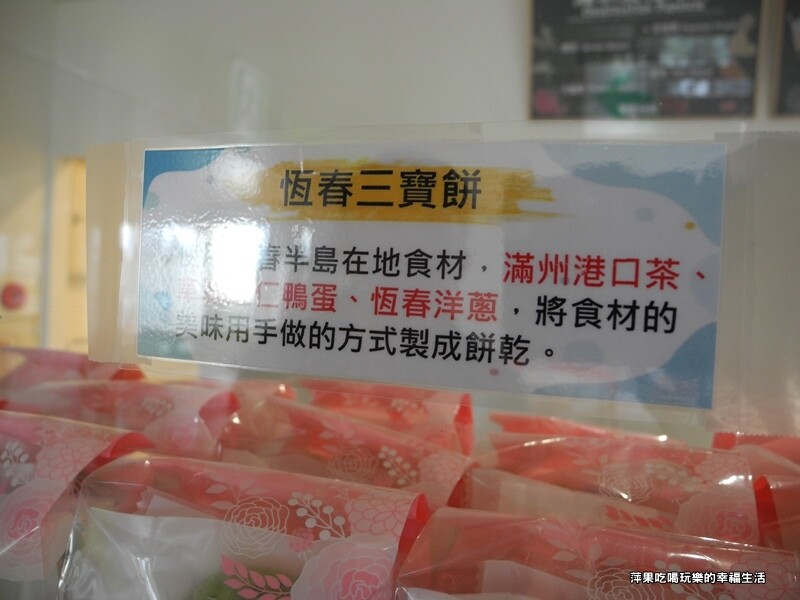 恆春三寶餅
春半島在地食材，滿州港口茶、
仁鴨蛋、恆春洋蔥，將食材的
美味用手做的方式製成餅乾。
萍果吃喝玩樂的幸福生活